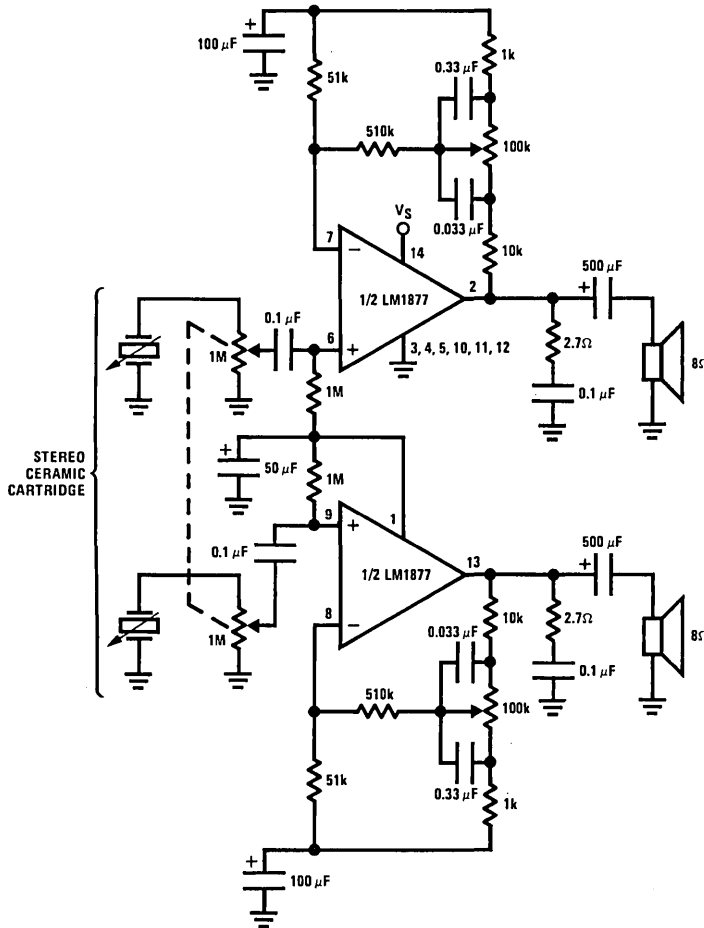 +
100 μF
51k
0.33 μF
1k
510k
100k
0.033 μF
10k
VS
14
7
−
1/2 LM1877
2
500 μF
+
0.1 μF
6
+
3, 4, 5, 10, 11, 12
2.7Ω
0.1 μF
8Ω
1M
1M
STEREO
CERAMIC
CARTRIDGE
+
50 μF
1M
9
+
1
0.1 μF
1/2 LM1877
13
500 μF
+
8
−
1M
10k
2.7Ω
0.033 μF
0.1 μF
8Ω
510k
100k
51k
0.33 μF
1k
+
100 μF